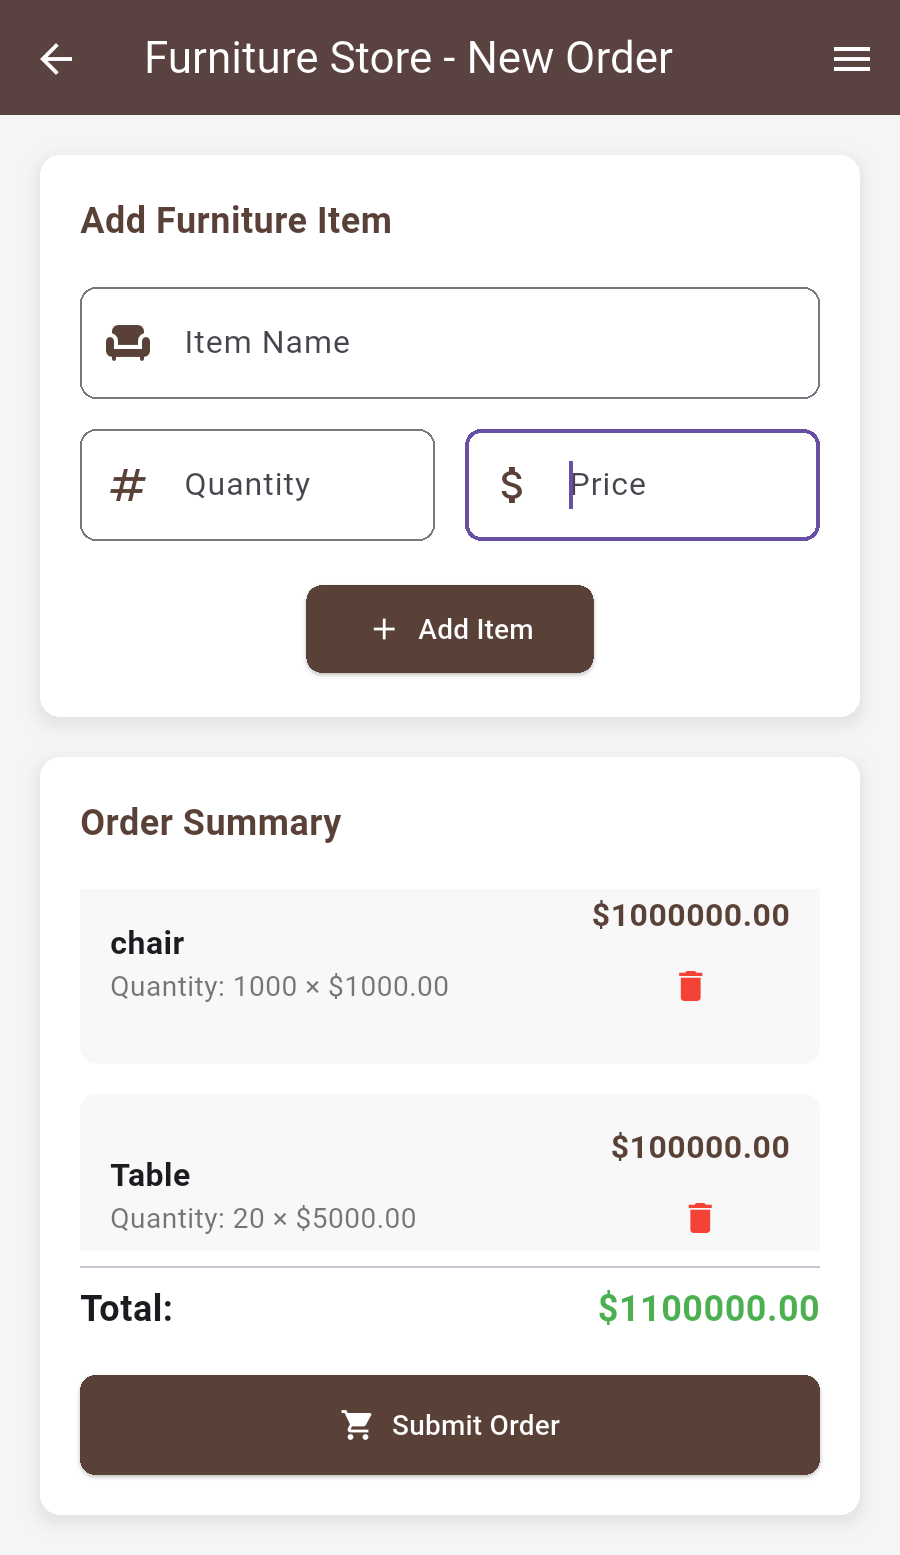 Furniture Store - New Order
Add Furniture Item
Item Name
# Quantity
$ Price
+ Add Item
Order Summary
chair
$1000000.00
Quantity: 1000 × $1000.00
Table
$100000.00
Quantity: 20 × $5000.00
Total: $1100000.00
Submit Order